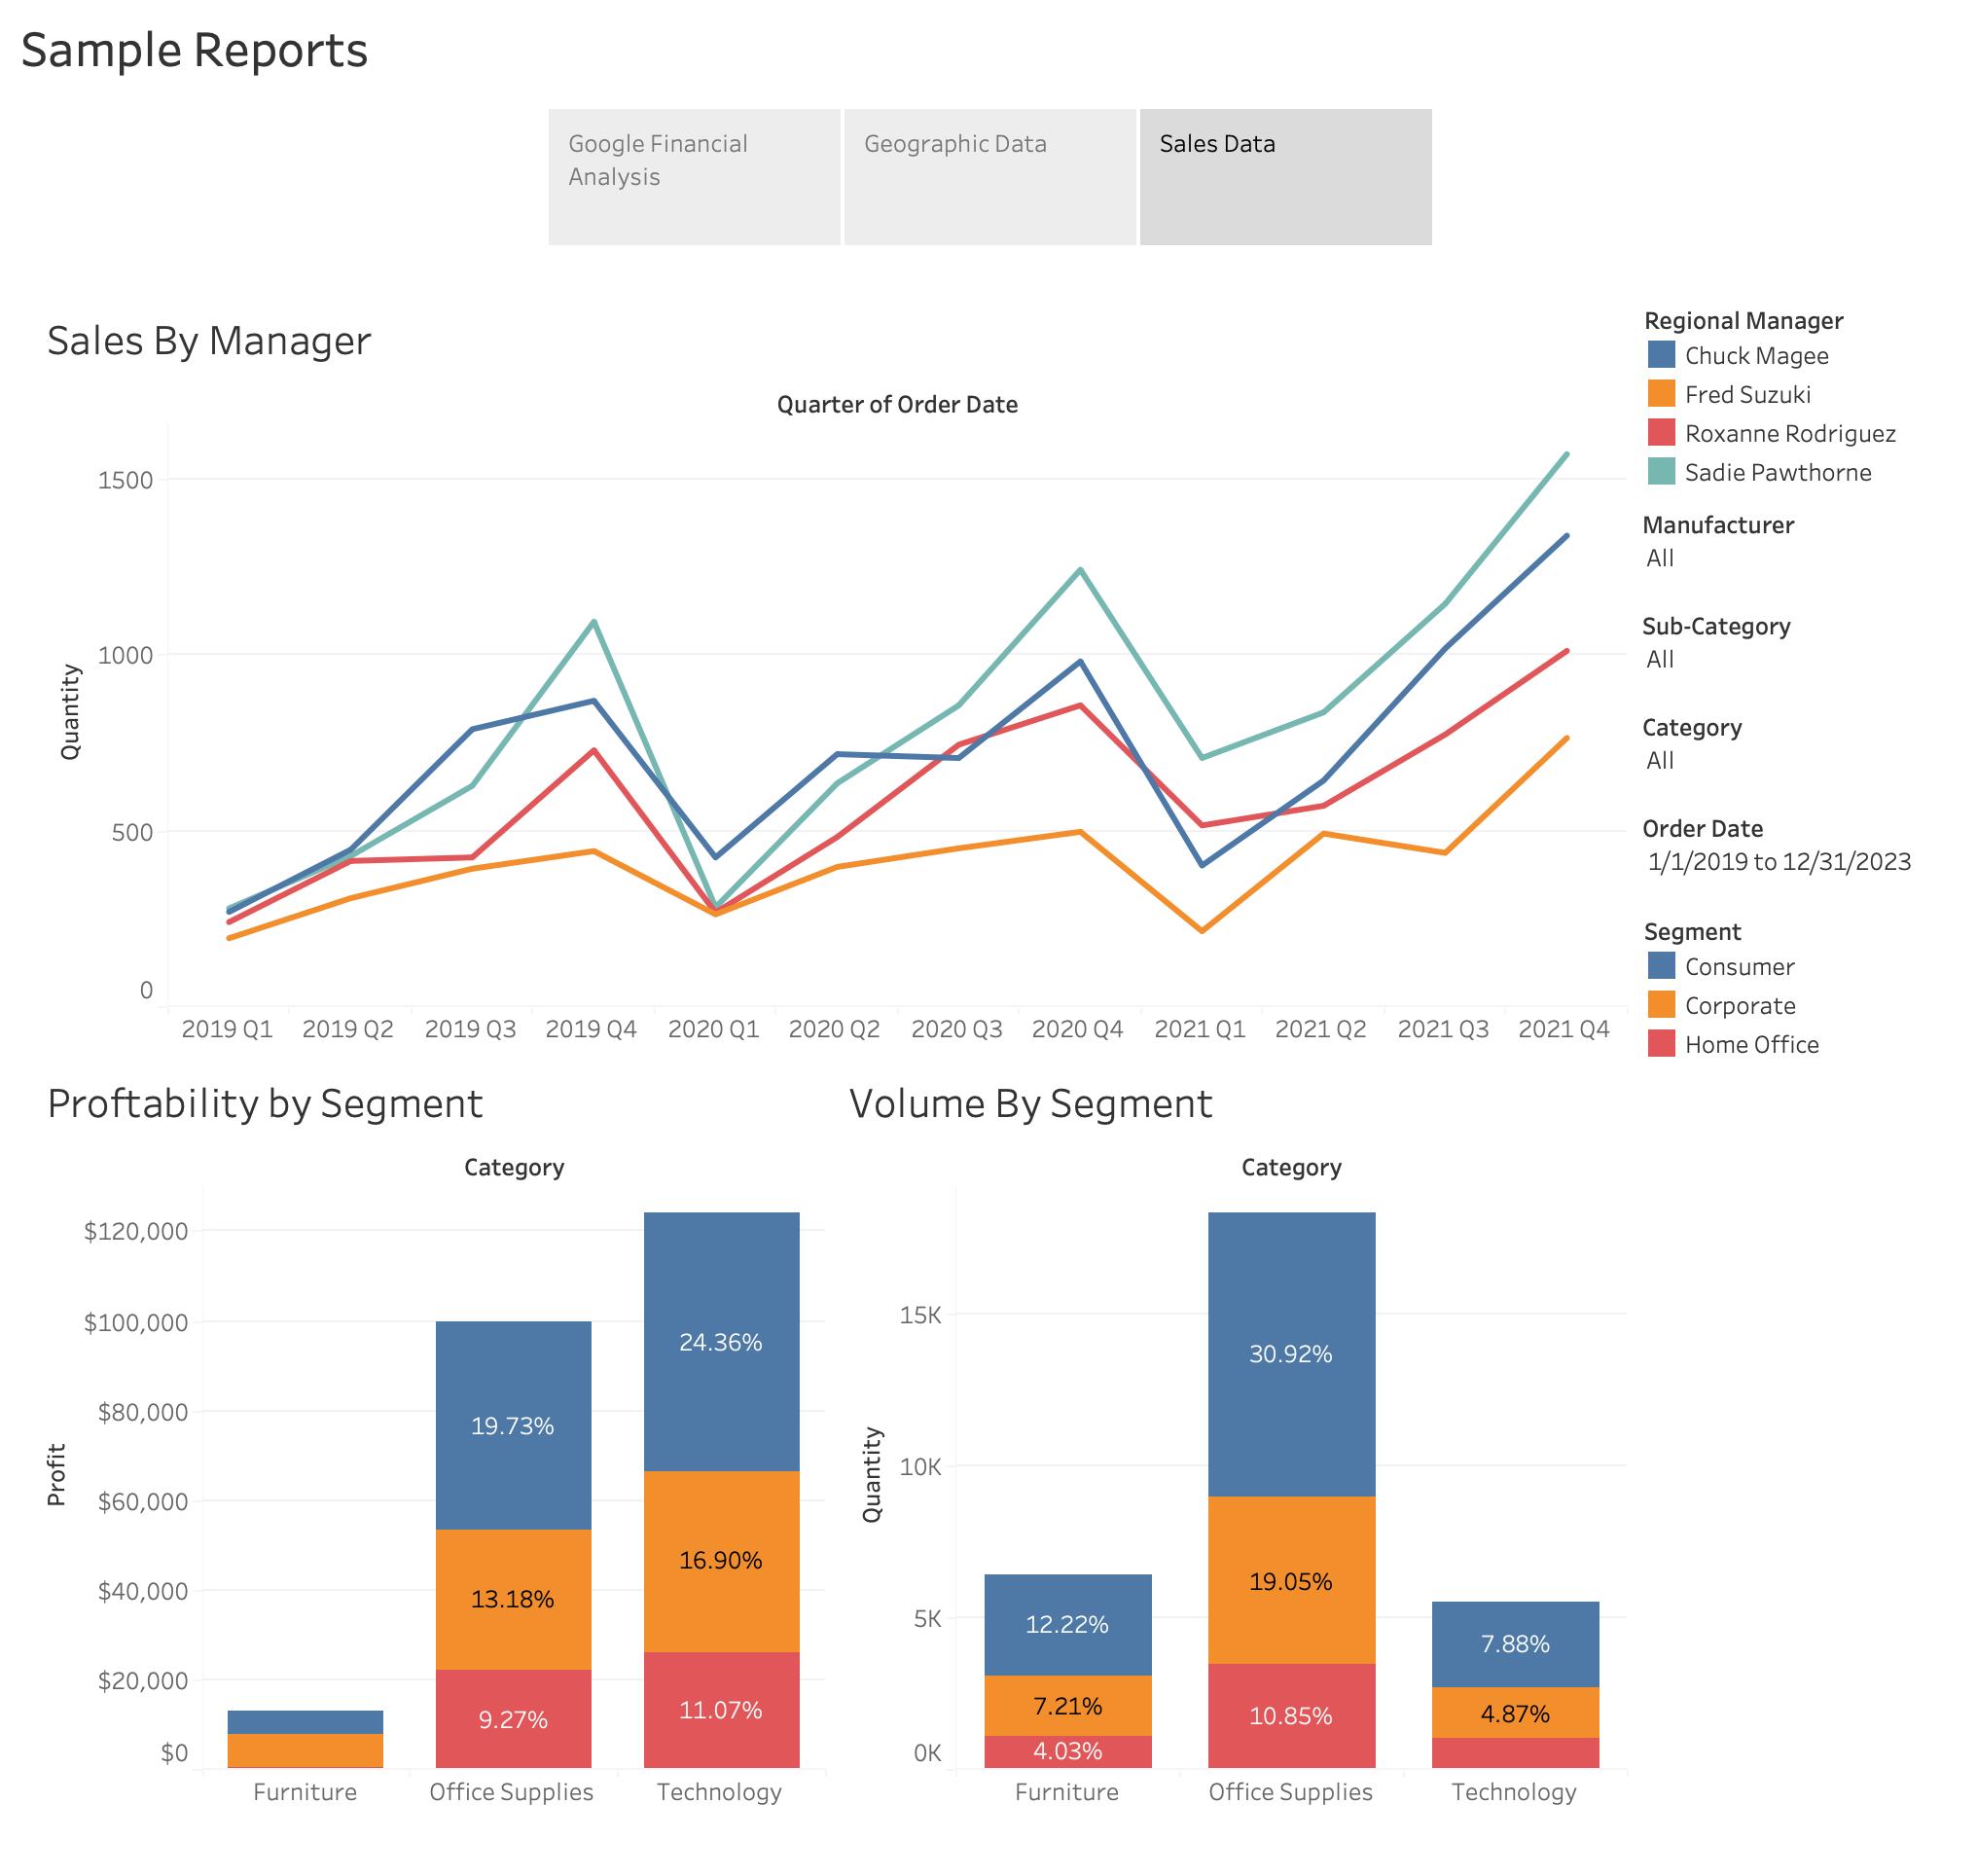 Sample Reports
Google Financial
Analysis
Geographic Data
Sales Data
Sales By Manager
Quarter of Order Date
1500
1000
500
0
Quantity
2019 Q1
2019 Q2
2019 Q3
2019 Q4
2020 Q1
2020 Q2
2020 Q3
2020 Q4
2021 Q1
2021 Q2
2021 Q3
2021 Q4
Regional Manager
Chuck Magee
Fred Suzuki
Roxanne Rodriguez
Sadie Pawthorne
Manufacturer
All
Sub-Category
All
Category
All
Order Date
1/1/2019 to 12/31/2023
Segment
Consumer
Corporate
Home Office
Proftability by Segment
Category
$120,000
$100,000
$80,000
$60,000
$40,000
$20,000
$0
Profit
19.73%
13.18%
9.27%
24.36%
16.90%
11.07%
Furniture
Office Supplies
Technology
Volume By Segment
Category
15K
10K
5K
0K
Quantity
12.22%
7.21%
4.03%
30.92%
19.05%
10.85%
7.88%
4.87%
Furniture
Office Supplies
Technology